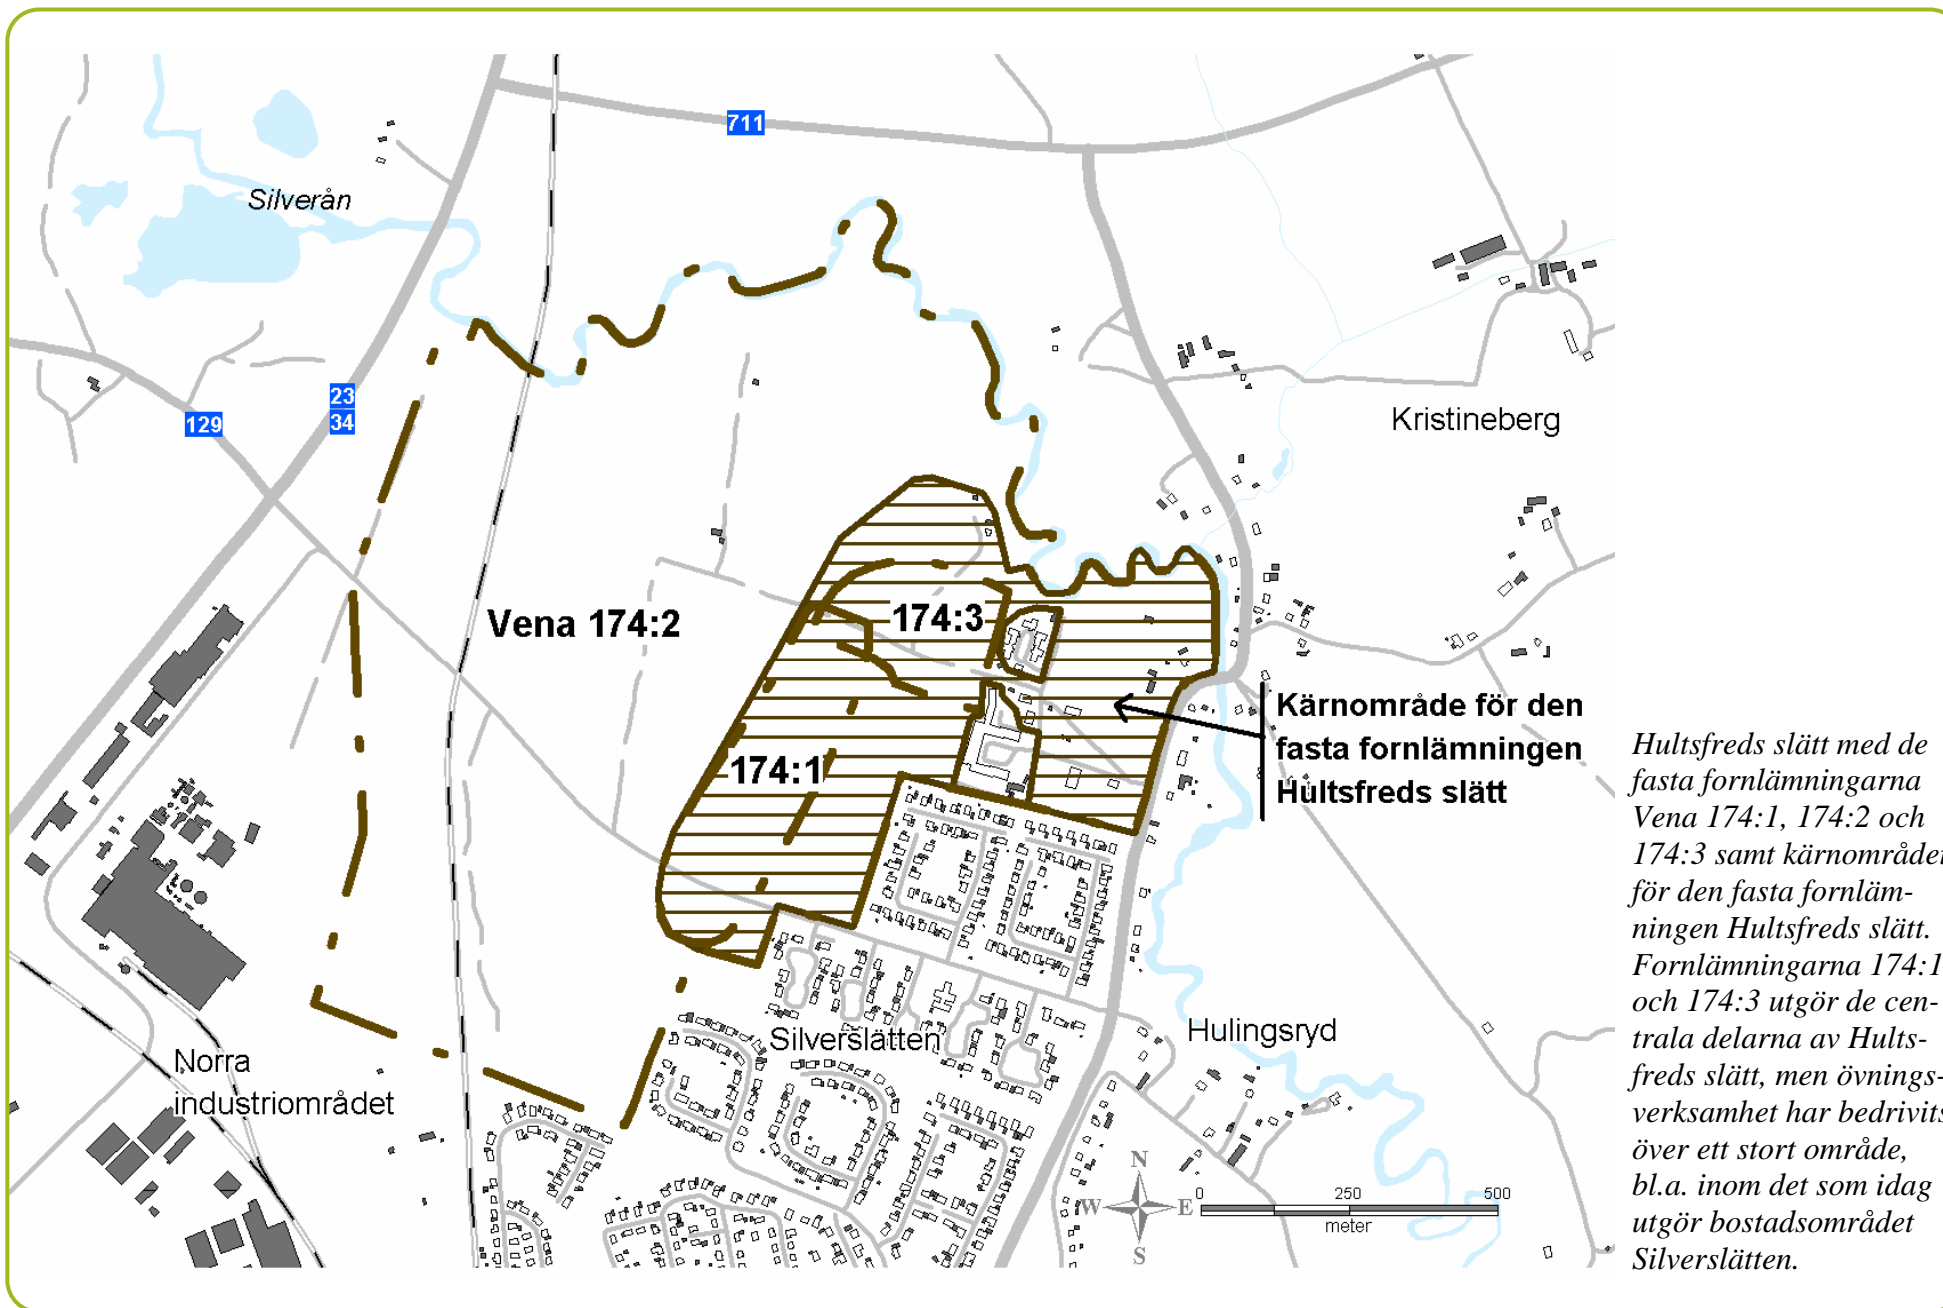 711
Silverån
23
34
129
Kristineberg
Vena 174:2
174:3
Kärnområde för den
fasta fornlämningen
Hultsfreds slätt
174:1
Silverslätten
Hulingsryd
Norra
industriområdet
N
W
E
S
0
250
500
meter
Hultsfreds slätt med de
fasta fornlämningarna
Vena 174:1, 174:2 och
174:3 samt kärnområdet
för den fasta fornläm-
ningen Hultsfreds slätt.
Fornlämningarna 174:1
och 174:3 utgör de cen-
trala delarna av Hults-
freds slätt, men övnings-
verksamhet har bedrivits
över ett stort område,
bl.a. inom det som idag
utgör bostadsområdet
Silverslätten.